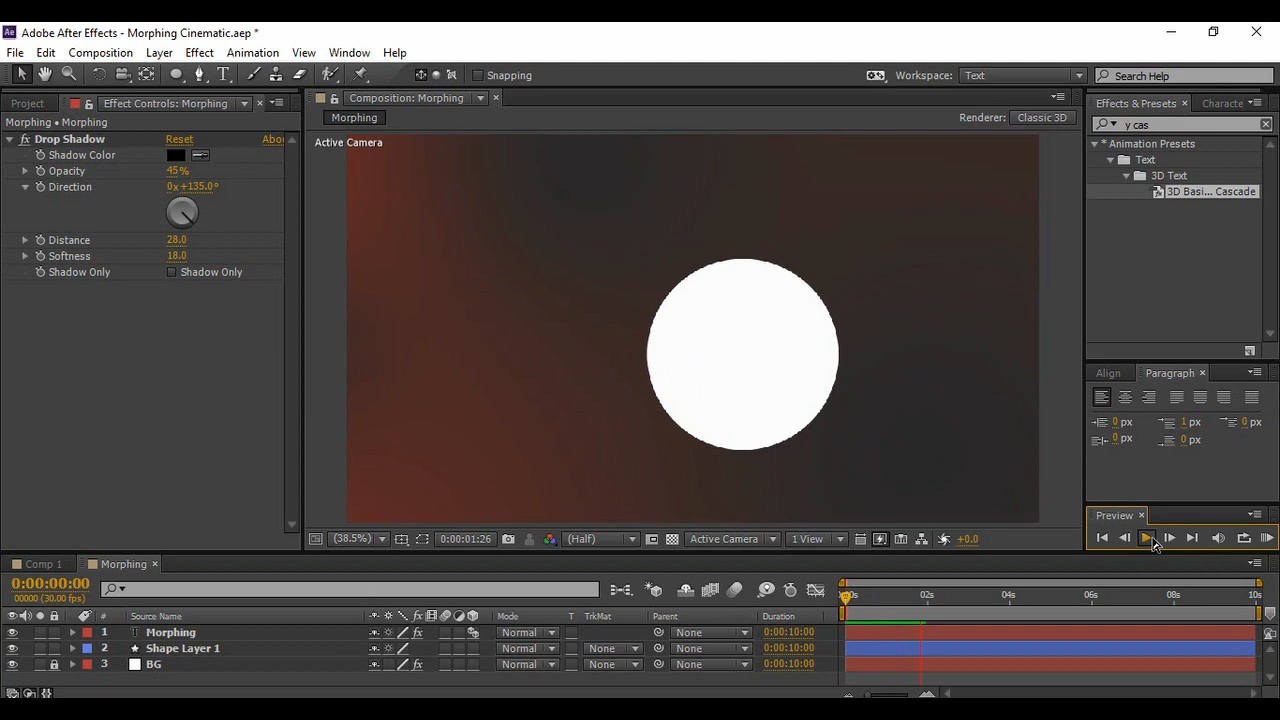 Adobe After Effects - Morphing Cinematic.aep *
File Edit Composition Layer Effect Animation View Window Help
Snapping Workspace: Text Search Help
Project Effect Controls: Morphing Composition: Morphing Effects & Presets Characte
Morphing • Morphing
Morphing Renderer: Classic 3D
y cas
Drop Shadow Reset Abo
Active Camera
* Animation Presets
Shadow Color
Text
Opacity 45%
3D Text
Direction 0x+135.0°
3D Basi... Cascade
Distance 28.0
Softness 18.0
Shadow Only Shadow Only
Align Paragraph
0 px 1 px 0 px
0 px 0 px
Preview
(38.5%) 0:00:01:26 (Half) Active Camera 1 View +0.0
Comp 1 Morphing
0:00:00:00
00000 (30.00 fps)
02s 04s 06s 08s 10s
# Source Name Mode T TrkMat Parent Duration
1 T Morphing fx Normal None 0:00:10:00
2 Shape Layer 1 Normal None None 0:00:10:00
3 BG fx Normal None None 0:00:10:00